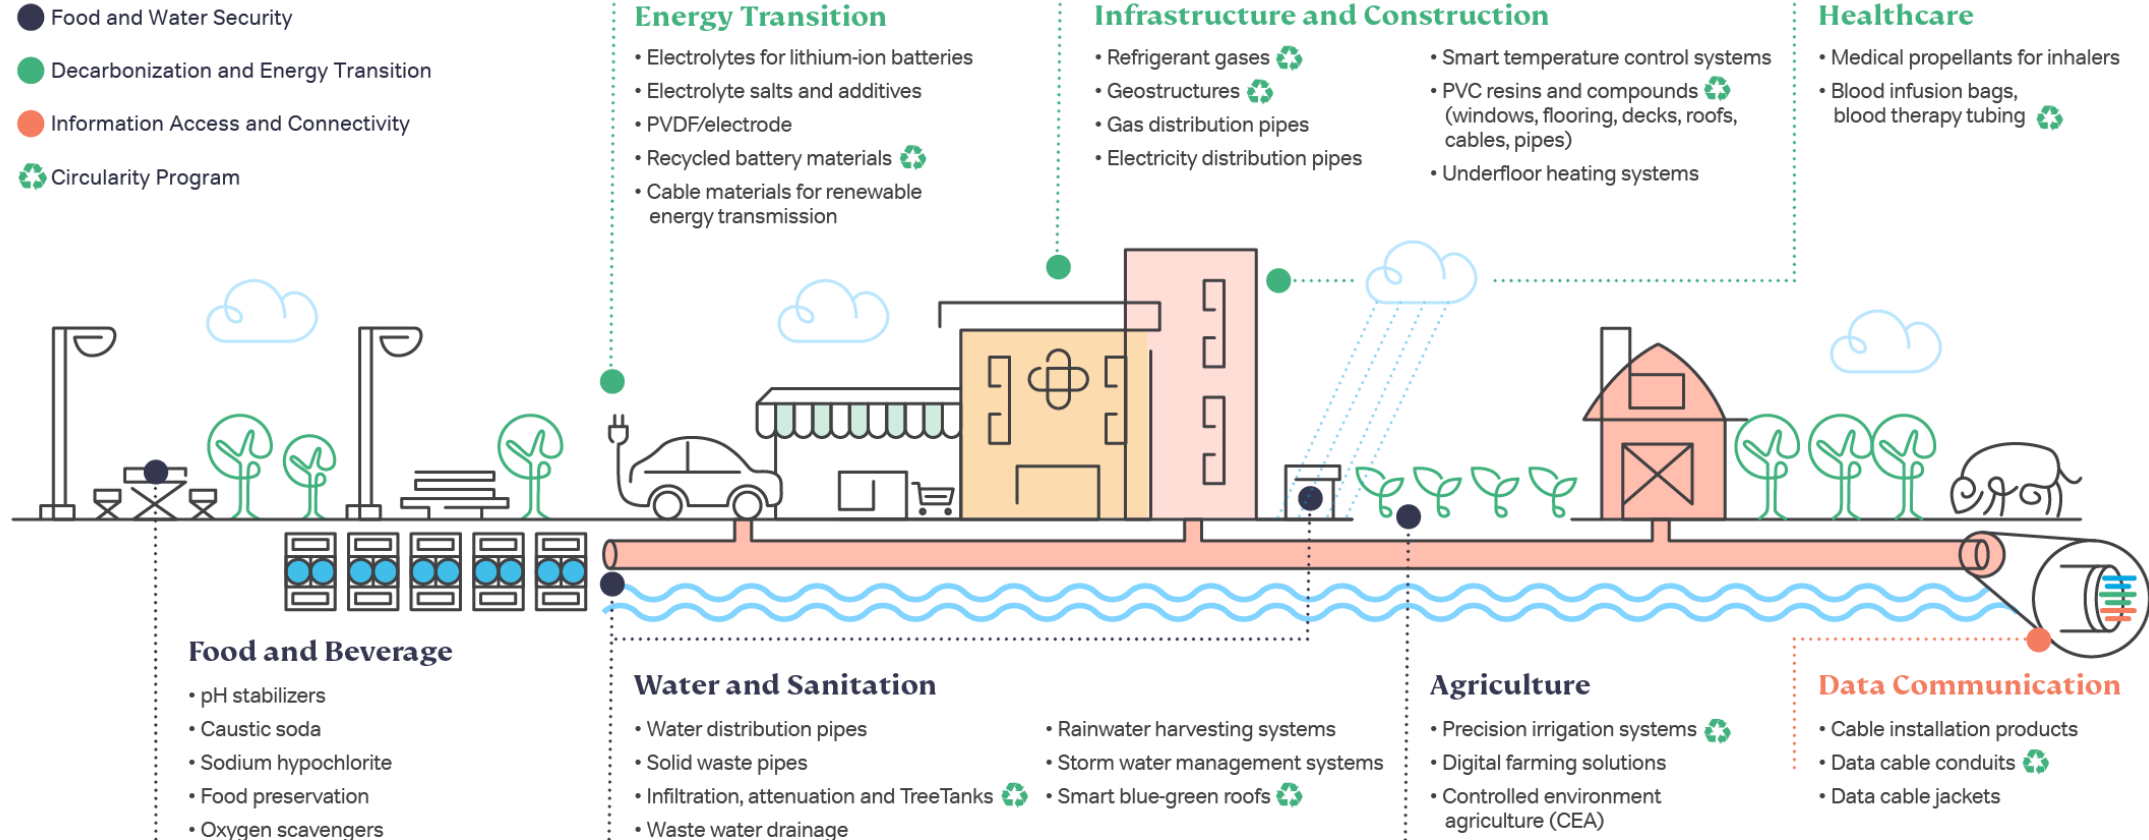 Food and Water Security
Decarbonization and Energy Transition
Information Access and Connectivity
Circularity Program
Energy Transition
• Electrolytes for lithium-ion batteries
• Electrolyte salts and additives
• PVDF/electrode
• Recycled battery materials
• Cable materials for renewable
energy transmission
Infrastructure and Construction
• Refrigerant gases
• Geostructures
• Gas distribution pipes
• Electricity distribution pipes
• Smart temperature control systems
• PVC resins and compounds
(windows, flooring, decks, roofs,
cables, pipes)
• Underfloor heating systems
Healthcare
• Medical propellants for inhalers
• Blood infusion bags,
blood therapy tubing
Food and Beverage
• pH stabilizers
• Caustic soda
• Sodium hypochlorite
• Food preservation
• Oxygen scavengers
Water and Sanitation
• Water distribution pipes
• Solid waste pipes
• Infiltration, attenuation and TreeTanks
• Waste water drainage
• Rainwater harvesting systems
• Storm water management systems
• Smart blue-green roofs
Agriculture
• Precision irrigation systems
• Digital farming solutions
• Controlled environment
agriculture (CEA)
Data Communication
• Cable installation products
• Data cable conduits
• Data cable jackets